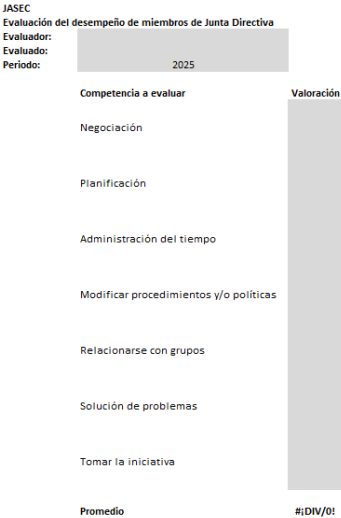 JASEC
Evaluación del desempeño de miembros de Junta Directiva
Evaluador:
Evaluado:
Periodo: 2025
Competencia a evaluar Valoración
Negociación
Planificación
Administración del tiempo
Modificar procedimientos y/o políticas
Relacionarse con grupos
Solución de problemas
Tomar la iniciativa
Promedio #¡DIV/0!